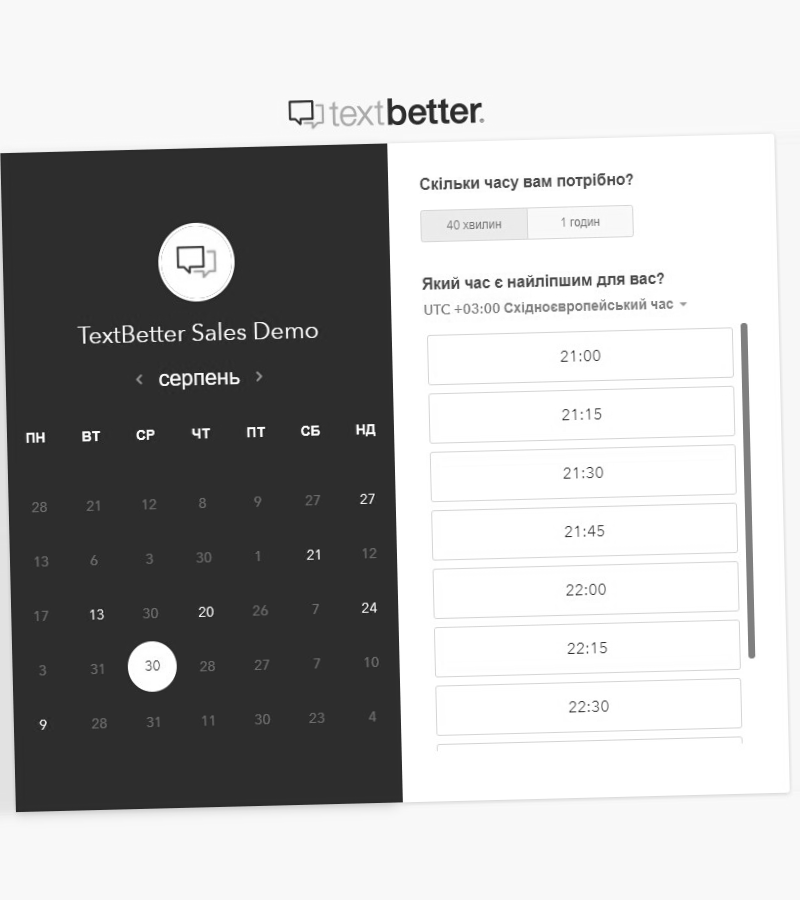 textbetter.
TextBetter Sales Demo
‹ серпень ›
ПН ВТ СР ЧТ ПТ СБ НД
28 21 12 8 9 27 27
13 6 3 30 1 21 12
17 13 30 20 26 7 24
3 31 30 28 27 7 10
9 28 31 11 30 23 4
Скільки часу вам потрібно?
40 хвилин 1 годин
Який час є найліпшим для вас?
UTC +03:00 Східноєвропейський час
21:00
21:15
21:30
21:45
22:00
22:15
22:30